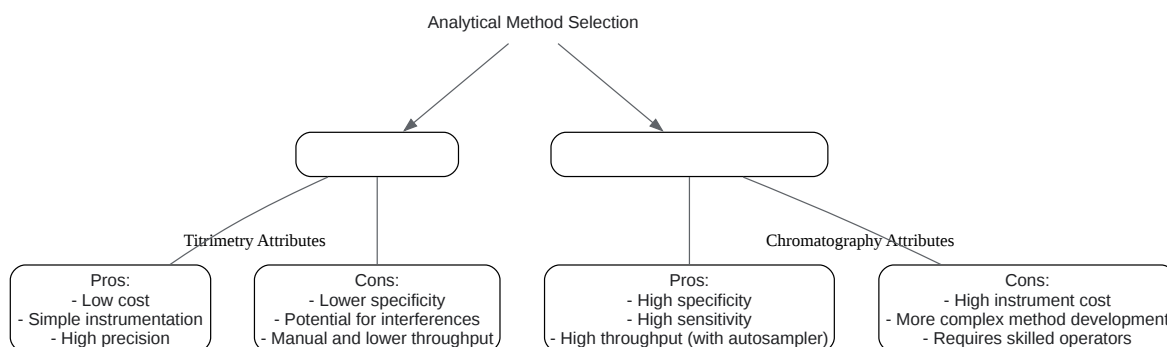 Analytical Method Selection
Titrimetry Attributes
Chromatography Attributes
Pros:
- Low cost
- Simple instrumentation
- High precision
Cons:
- Lower specificity
- Potential for interferences
- Manual and lower throughput
Pros:
- High specificity
- High sensitivity
- High throughput (with autosampler)
Cons:
- High instrument cost
- More complex method development
- Requires skilled operators